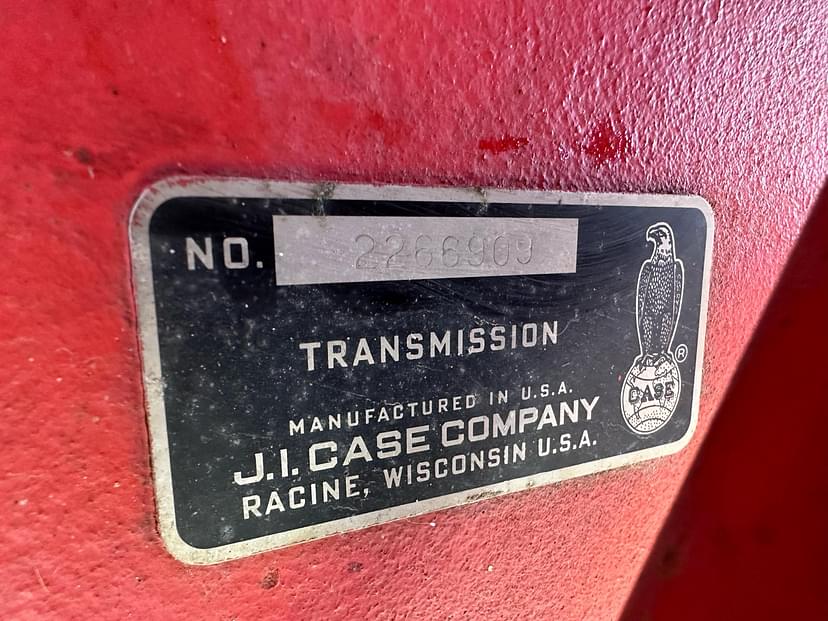 NO. 2266909
TRANSMISSION
MANUFACTURED IN U.S.A.
J.I. CASE COMPANY
RACINE, WISCONSIN U.S.A.
CASE
®